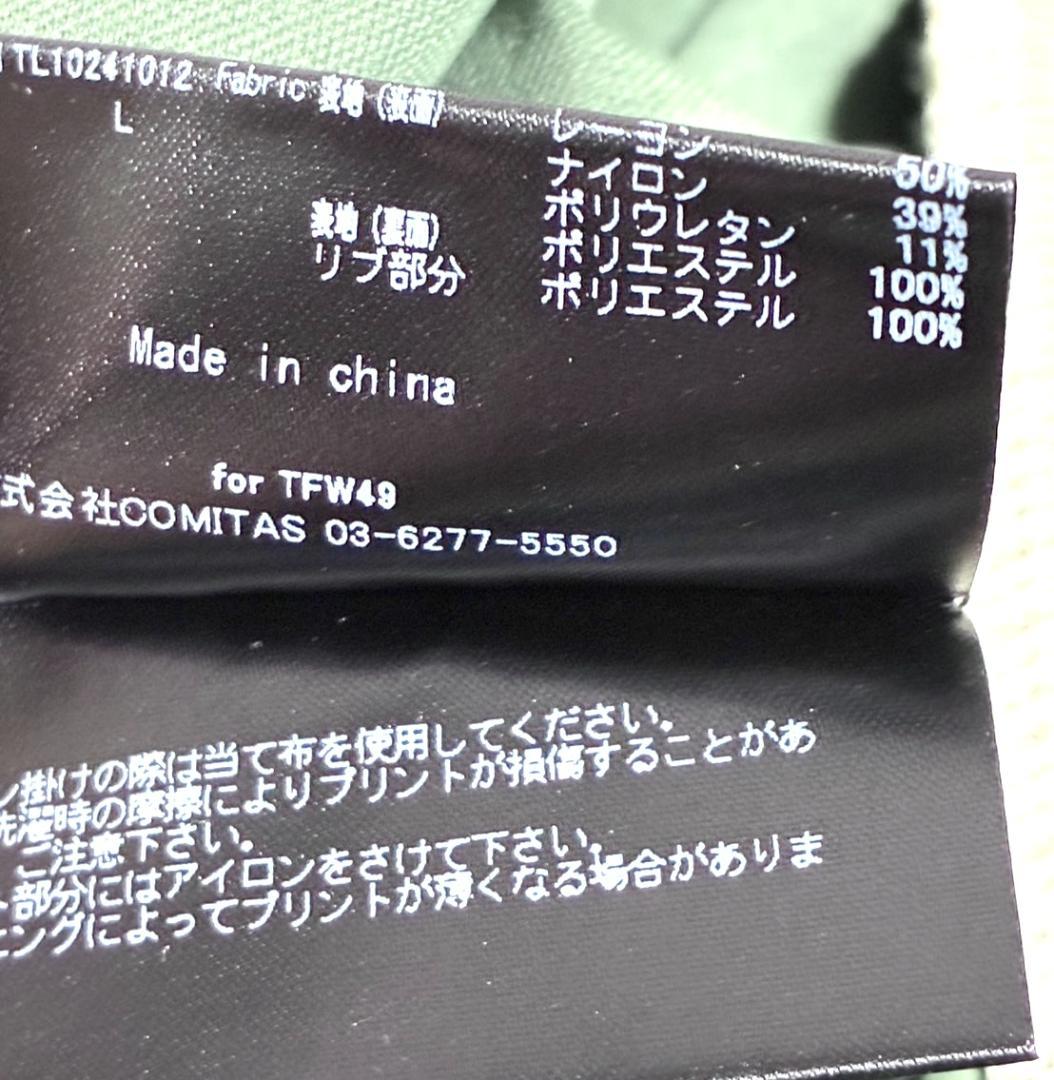 TL10241012 Fabric 表地(表面) レーヨン 50%
L
ナイロン 39%
ポリウレタン 11%
表地(裏面) ポリエステル 100%
リブ部分 ポリエステル 100%
Made in china
for TFW49
式会社COMITAS 03-6277-5550
ン掛けの際は当て布を使用してください。
洗濯時の摩擦によりプリントが損傷することがあ
ご注意下さい。
ト部分にはアイロンをさけて下さい。
ニングによってプリントが薄くなる場合がありま